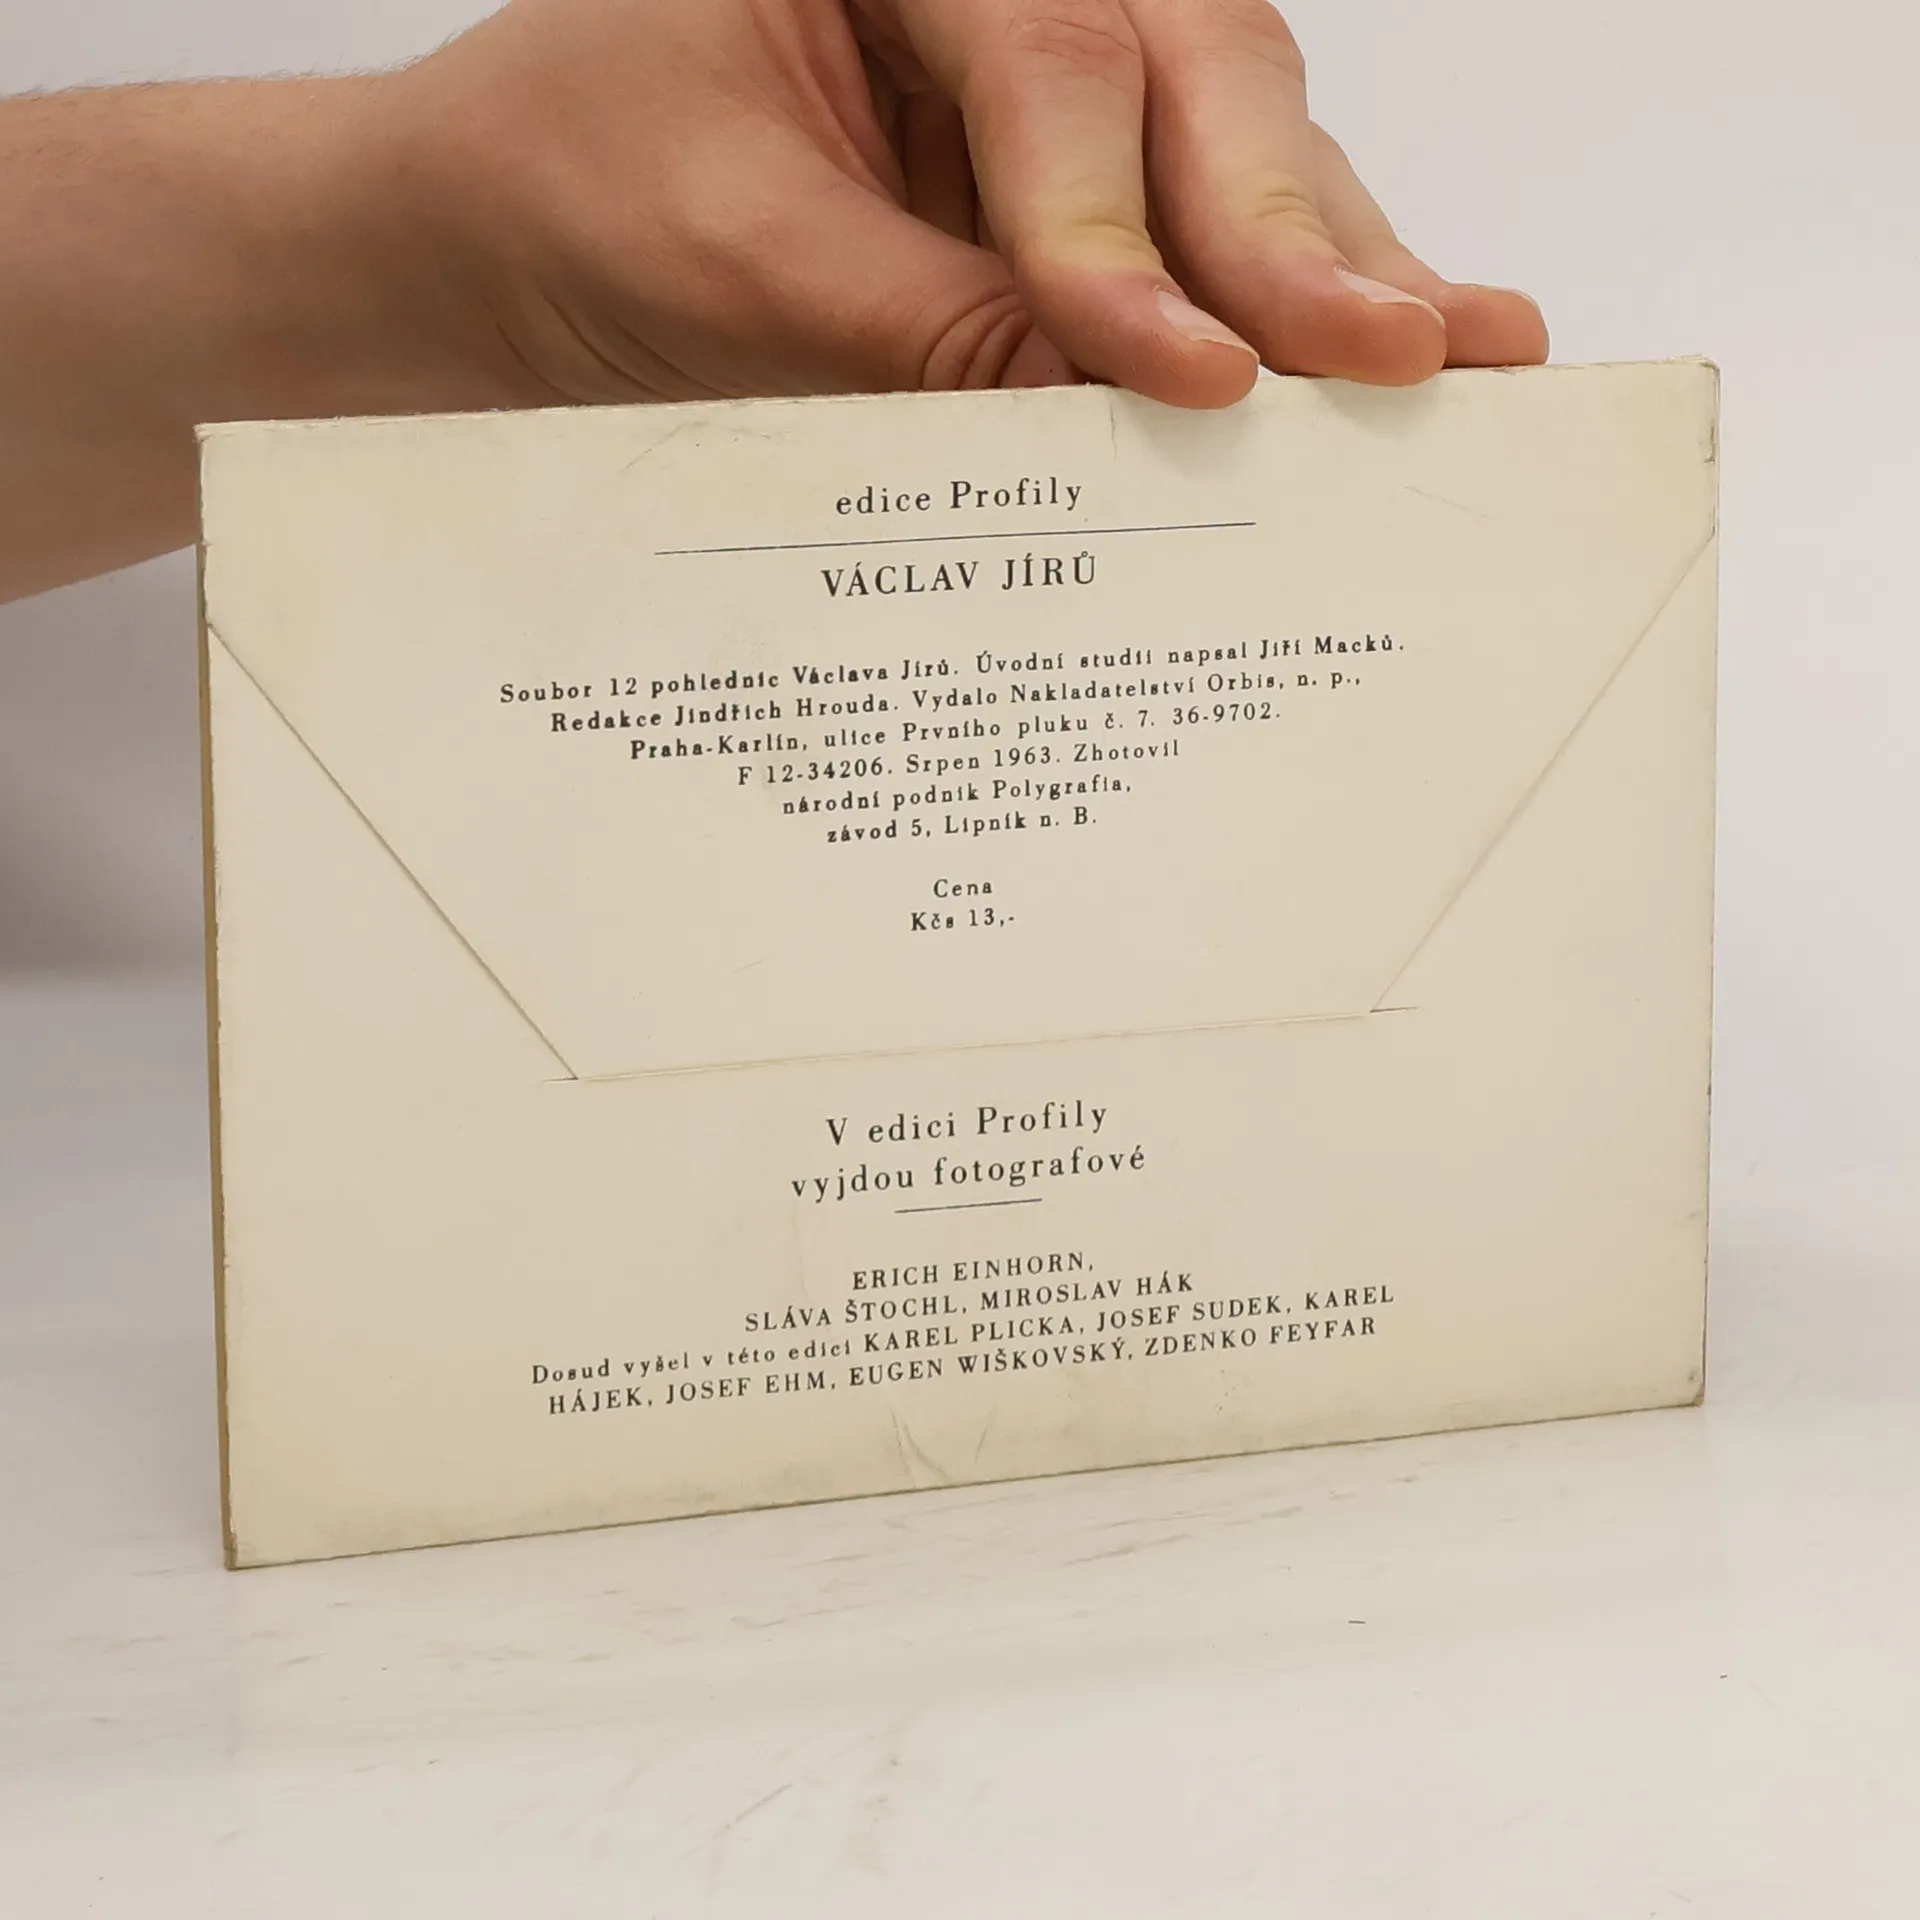 edice Profily
VÁCLAV JÍRŮ
Soubor 12 pohlednic Václava Jírů. Úvodní studii napsal Jiří Macků.
Redakce Jindřich Hrouda. Vydalo Nakladatelství Orbis, n. p.,
Praha-Karlín, ulice Prvního pluku č. 7. 36-9702.
F 12-34206. Srpen 1963. Zhotovil
národní podnik Polygrafia,
závod 5, Lipník n. B.
Cena
Kčs 13,-
V edici Profily
vyjdou fotografové
ERICH EINHORN,
SLÁVA ŠTOCHL, MIROSLAV HÁK
Dosud vyšel v této edici KAREL PLICKA, JOSEF SUDEK, KAREL
HÁJEK, JOSEF EHM, EUGEN WIŠKOVSKÝ, ZDENKO FEYFAR